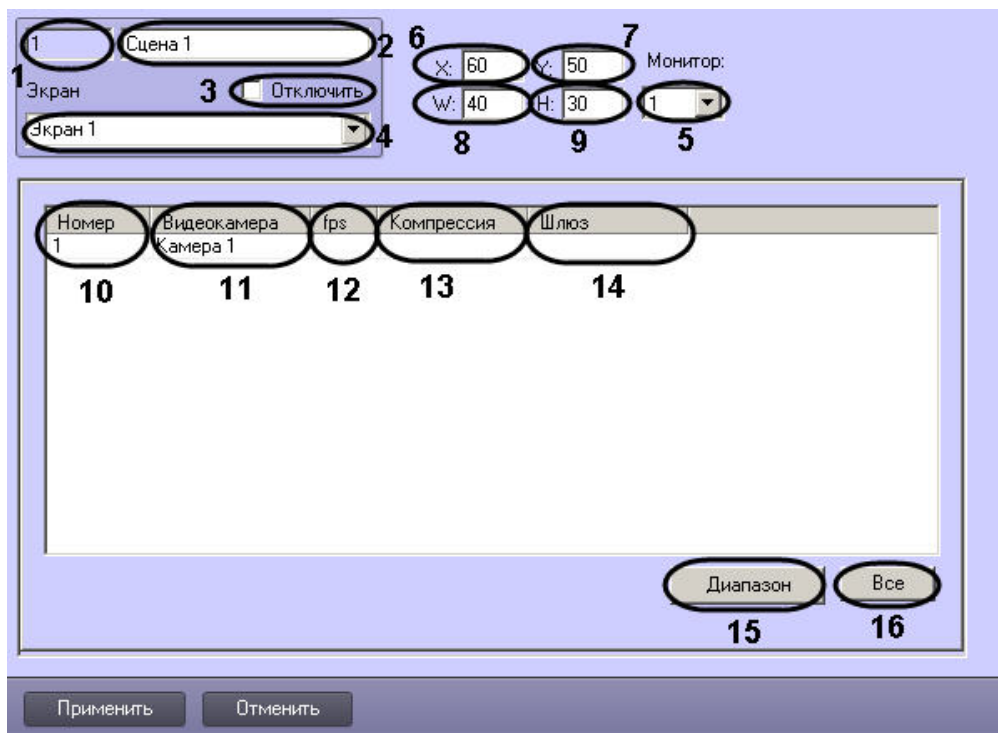 1 Сцена 1 2
1 Экран 3 Отключить
Экран 1 4
6 7
X: 60 Y: 50 Монитор:
W: 40 H: 30 1
8 9 5
Номер Видеокамера fps Компрессия Шлюз
1 Камера 1
10 11 12 13 14
Диапазон Все
15 16
Применить Отменить